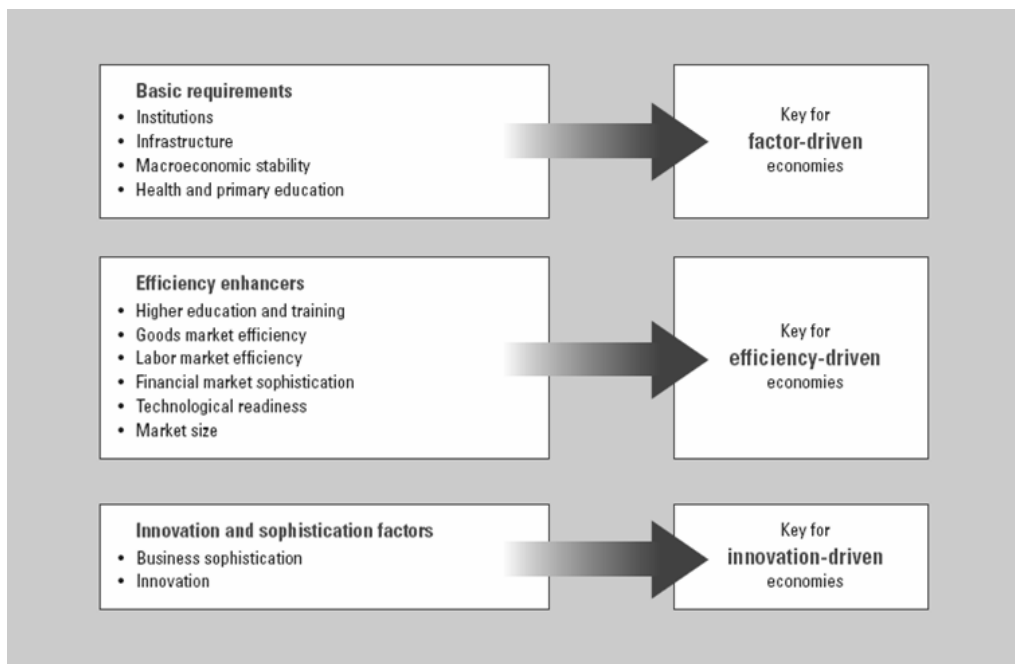 Basic requirements
• Institutions
• Infrastructure
• Macroeconomic stability
• Health and primary education
Key for
factor-driven
economies
Efficiency enhancers
• Higher education and training
• Goods market efficiency
• Labor market efficiency
• Financial market sophistication
• Technological readiness
• Market size
Key for
efficiency-driven
economies
Innovation and sophistication factors
• Business sophistication
• Innovation
Key for
innovation-driven
economies